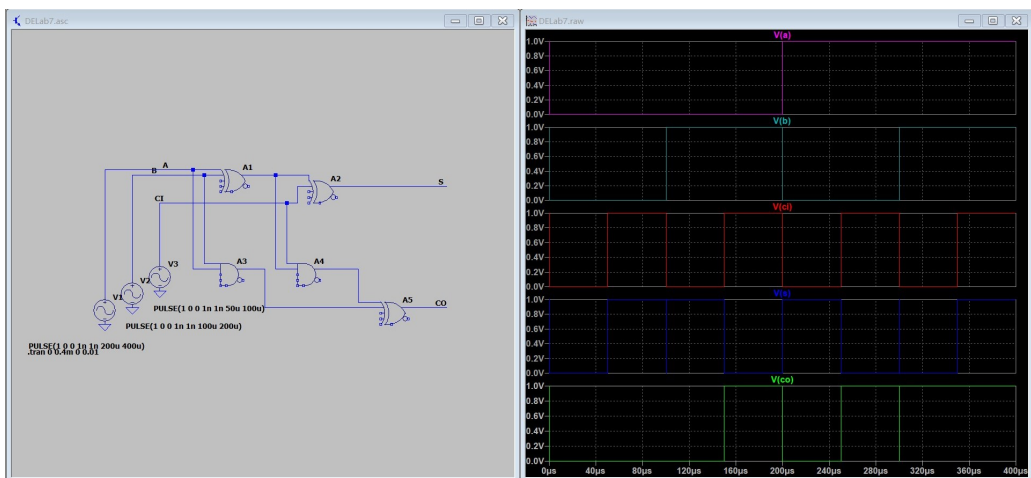 DELab7.asc
A
B
A1
A2
S
CI
A3
A4
V3
V2
V1
A5
CO
PULSE(1 0 0 1n 1n 50u 100u)
PULSE(1 0 0 1n 1n 100u 200u)
PULSE(1 0 0 1n 1n 200u 400u)
.tran 0 0.4m 0 0.01
DELab7.raw
V(a)
1.0V
0.8V
0.6V
0.4V
0.2V
0.0V
V(b)
1.0V
0.8V
0.6V
0.4V
0.2V
0.0V
V(ci)
1.0V
0.8V
0.6V
0.4V
0.2V
0.0V
V(s)
1.0V
0.8V
0.6V
0.4V
0.2V
0.0V
V(co)
1.0V
0.8V
0.6V
0.4V
0.2V
0.0V
0µs 40µs 80µs 120µs 160µs 200µs 240µs 280µs 320µs 360µs 400µs